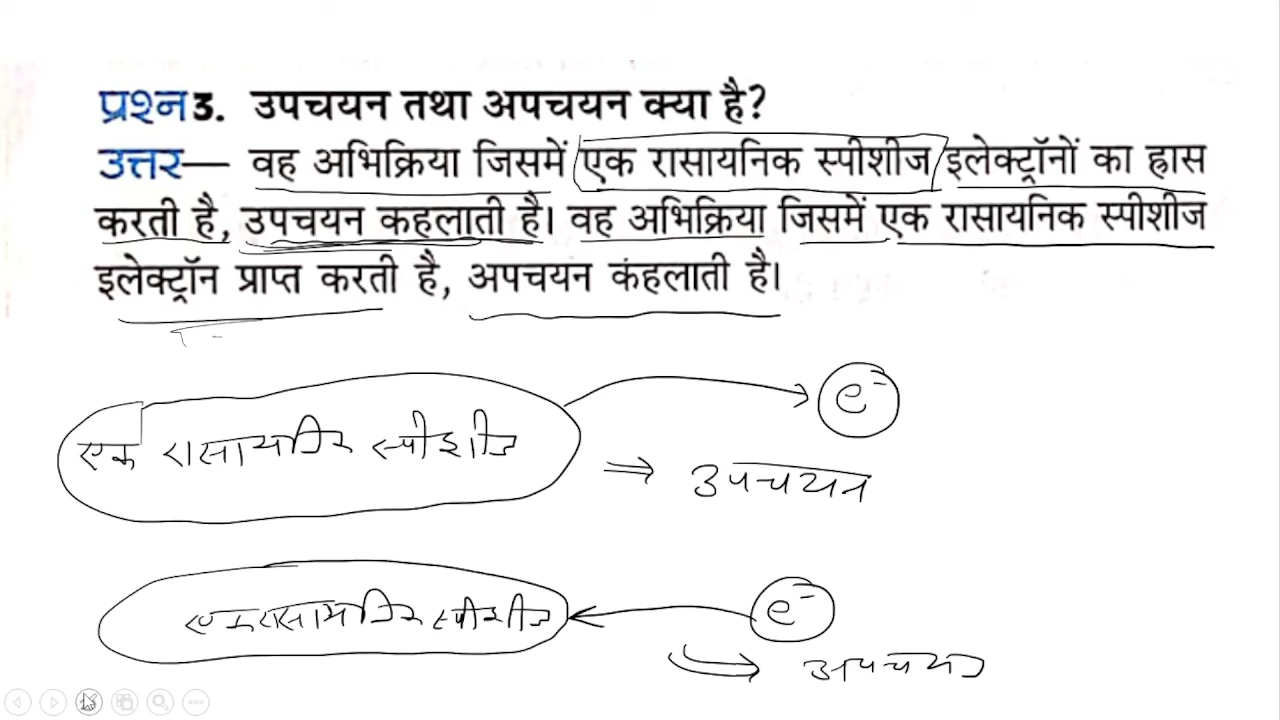 प्रश्न 3. उपचयन तथा अपचयन क्या है?
उत्तर— वह अभिक्रिया जिसमें एक रासायनिक स्पीशीज इलेक्ट्रॉनों का ह्रास
करती है, उपचयन कहलाती है। वह अभिक्रिया जिसमें एक रासायनिक स्पीशीज
इलेक्ट्रॉन प्राप्त करती है, अपचयन कहलाती है।
e⁻
एक रासायनिक स्पीशीज
⇒ उपचयन
एक रासायनिक स्पीशीज e⁻
अपचयन